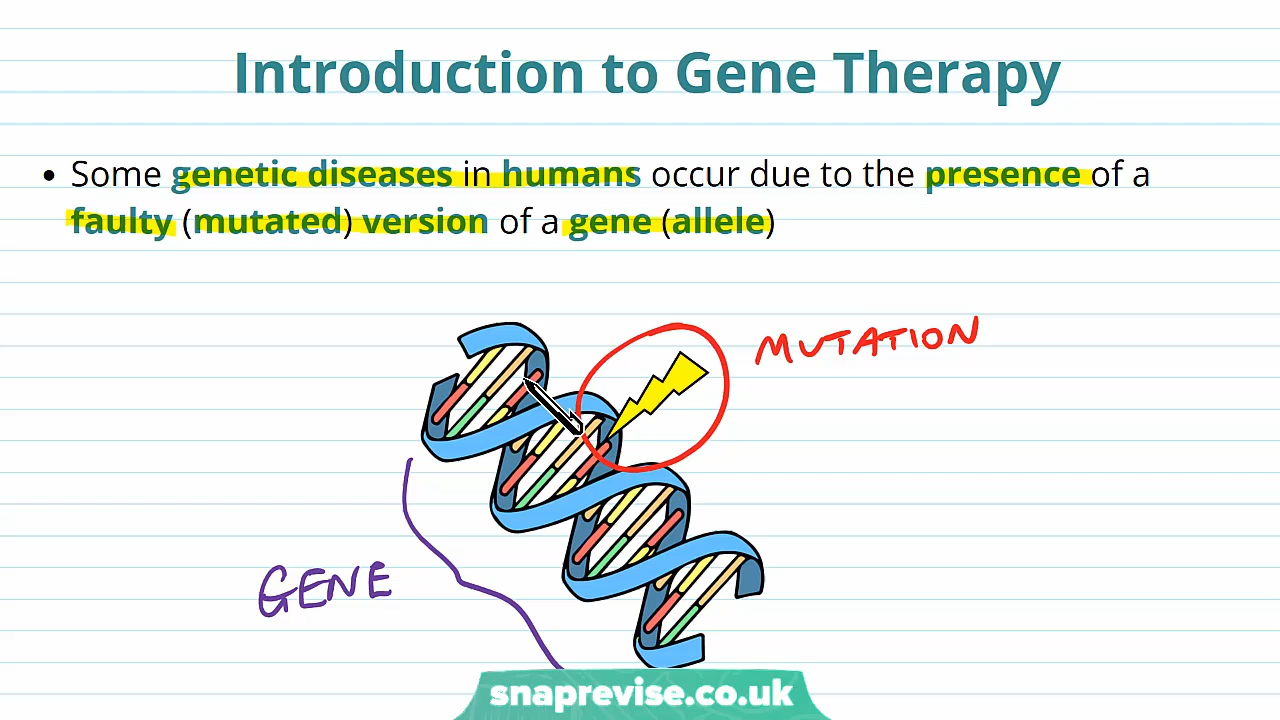 Introduction to Gene Therapy
• Some genetic diseases in humans occur due to the presence of a
faulty (mutated) version of a gene (allele)
MUTATION
GENE
snaprevise.co.uk